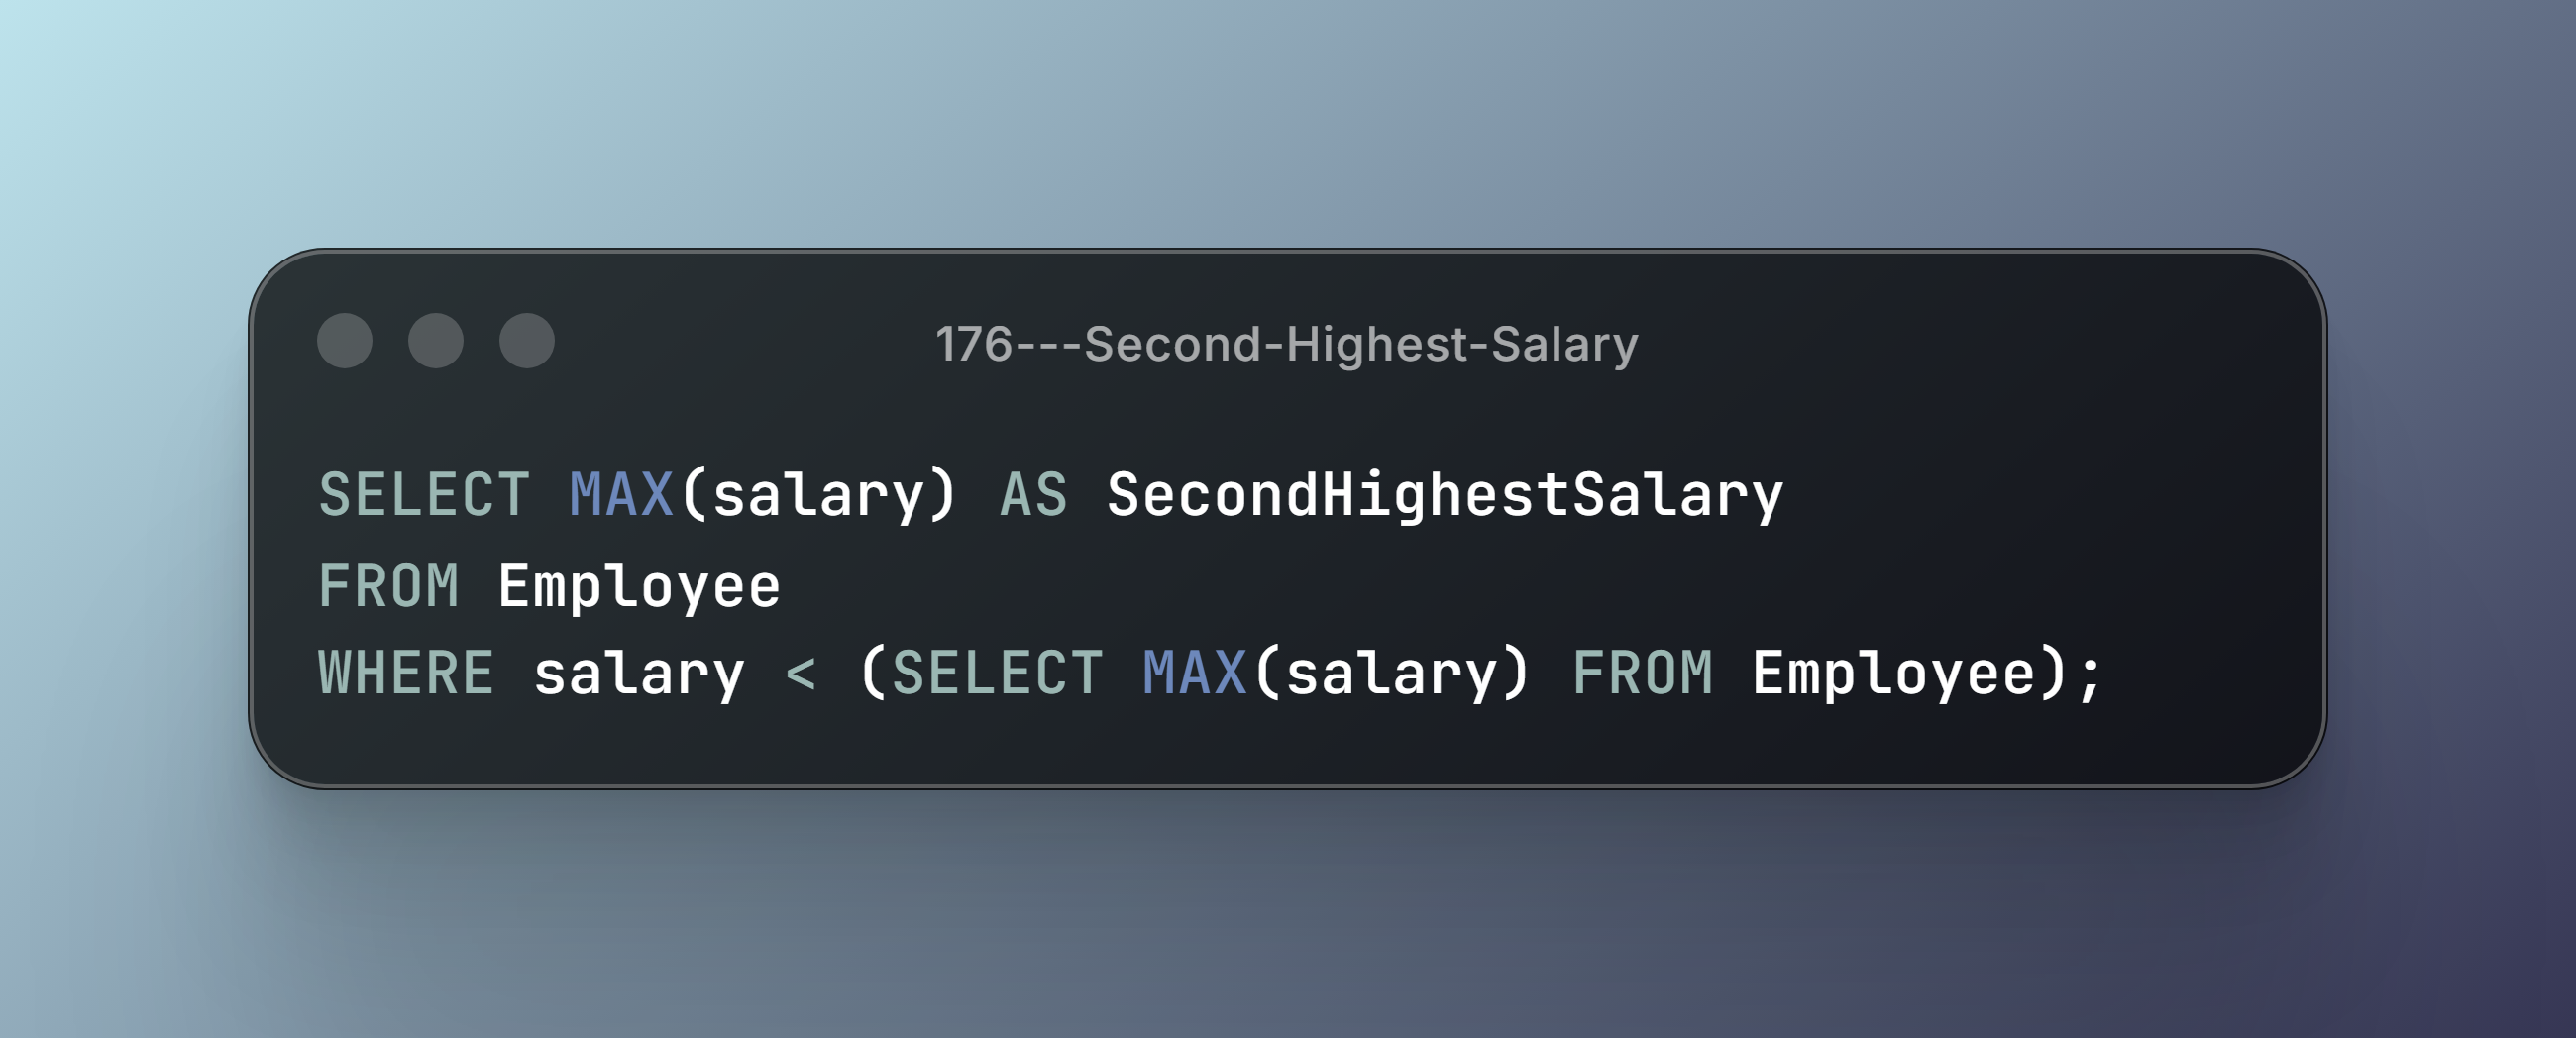 176---Second-Highest-Salary
SELECT MAX(salary) AS SecondHighestSalary
FROM Employee
WHERE salary < (SELECT MAX(salary) FROM Employee);